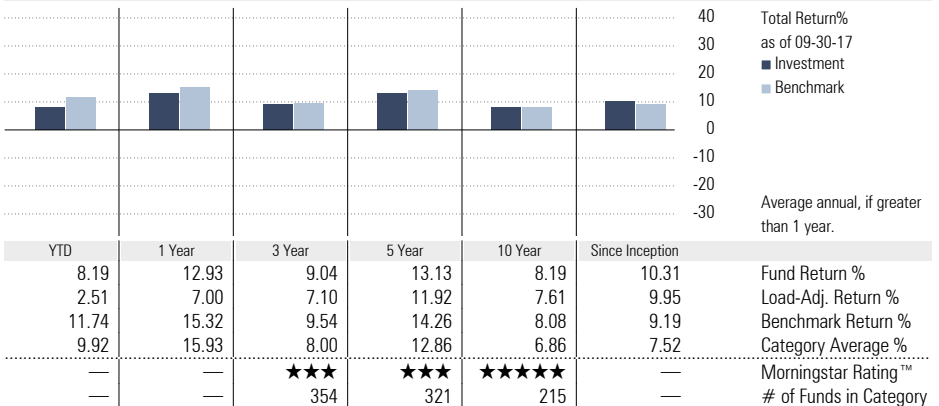 40
30
20
10
0
-10
-20
-30
Total Return%
as of 09-30-17
Investment
Benchmark
Average annual, if greater
than 1 year.
YTD 1 Year 3 Year 5 Year 10 Year Since Inception
8.19 12.93 9.04 13.13 8.19 10.31 Fund Return %
2.51 7.00 7.10 11.92 7.61 9.95 Load-Adj. Return %
11.74 15.32 9.54 14.26 8.08 9.19 Benchmark Return %
9.92 15.93 8.00 12.86 6.86 7.52 Category Average %
— — ★★★ ★★★ ★★★★★ — Morningstar Rating™
— — 354 321 215 — # of Funds in Category